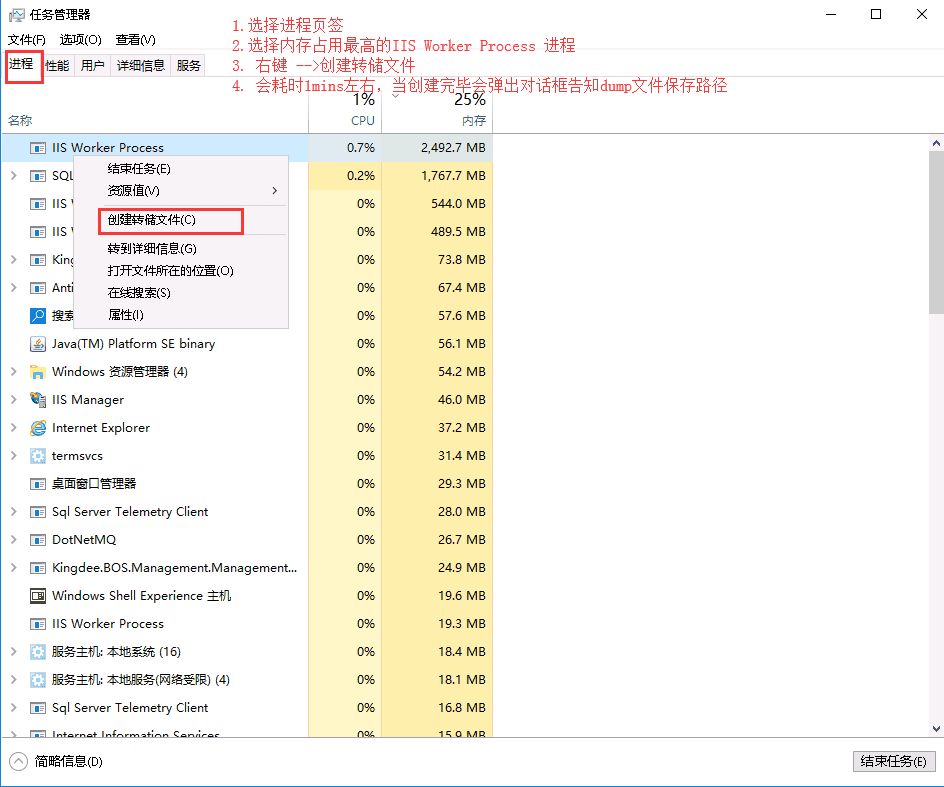 任务管理器
文件(F) 选项(O) 查看(V)
进程 性能 用户 详细信息 服务
1.选择进程页签
2.选择内存占用最高的IIS Worker Process 进程
3. 右键 -->创建转储文件
4. 会耗时1mins左右，当创建完毕会弹出对话框告知dump文件保存路径
1% 25%
名称 CPU 内存
IIS Worker Process 0.7% 2,492.7 MB
SQL 0.2% 1,767.7 MB
IIS 0% 544.0 MB
IIS 0% 489.5 MB
King 0% 73.8 MB
Anti 0% 67.4 MB
搜索 0% 57.6 MB
结束任务(E)
资源值(V)
创建转储文件(C)
转到详细信息(G)
打开文件所在的位置(O)
在线搜索(S)
属性(I)
Java(TM) Platform SE binary 0% 56.1 MB
Windows 资源管理器 (4) 0% 54.2 MB
IIS Manager 0% 46.0 MB
Internet Explorer 0% 37.2 MB
termsvcs 0% 31.4 MB
桌面窗口管理器 0% 29.3 MB
Sql Server Telemetry Client 0% 28.0 MB
DotNetMQ 0% 26.7 MB
Kingdee.BOS.Management.Management... 0% 24.9 MB
Windows Shell Experience 主机 0% 19.6 MB
IIS Worker Process 0% 19.3 MB
服务主机: 本地系统 (16) 0% 18.4 MB
服务主机: 本地服务(网络受限) (4) 0% 18.1 MB
Sql Server Telemetry Client 0% 16.8 MB
Internet Information Services 0% 15.9 MB
简略信息(D)
结束任务(E)